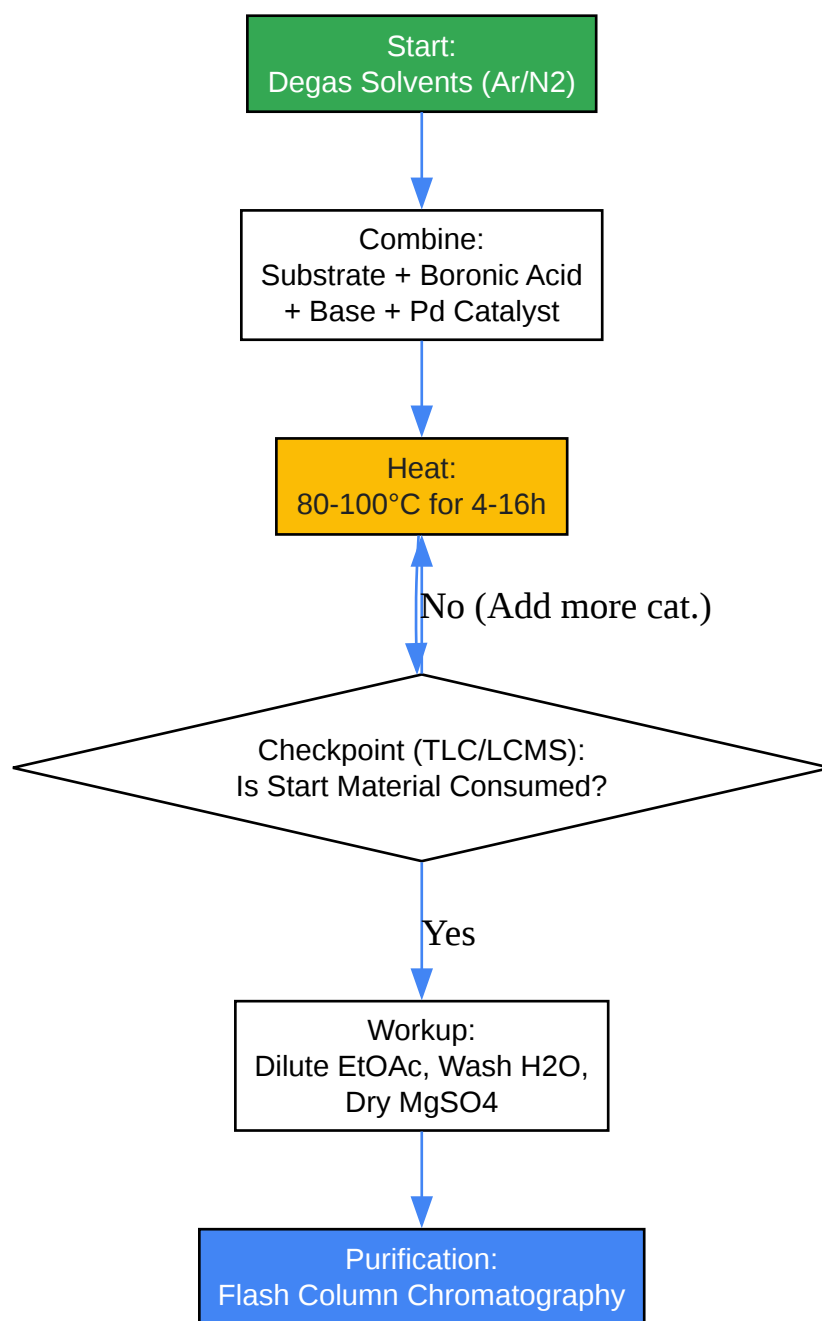 Start:
Degas Solvents (Ar/N2)
Combine:
Substrate + Boronic Acid
+ Base + Pd Catalyst
Heat:
80-100°C for 4-16h
No (Add more cat.)
Checkpoint (TLC/LCMS):
Is Start Material Consumed?
Yes
Workup:
Dilute EtOAc, Wash H2O,
Dry MgSO4
Purification:
Flash Column Chromatography